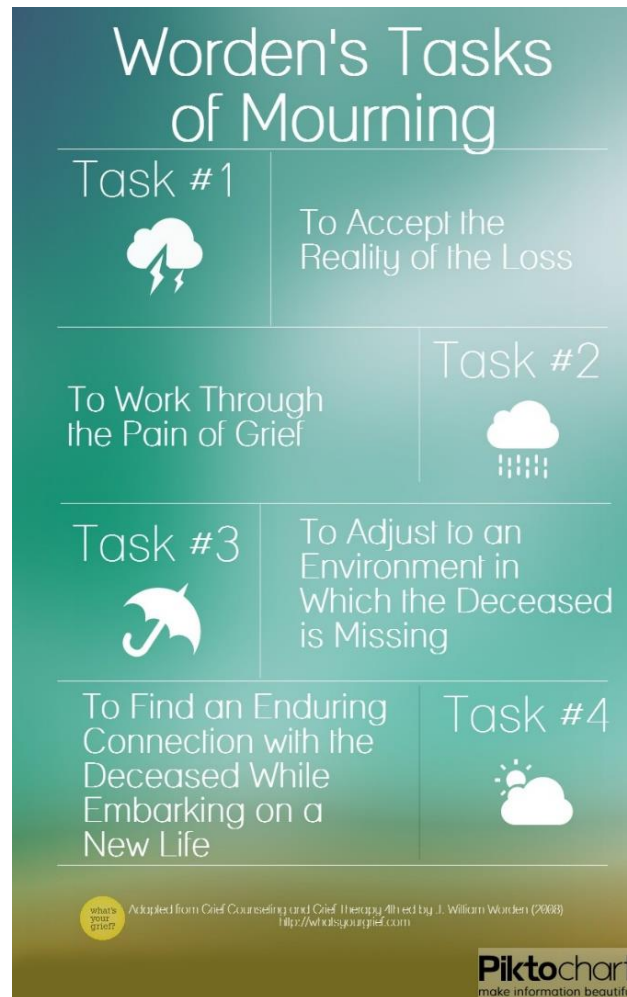 Worden's Tasks
of Mourning
Task #1
To Accept the
Reality of the Loss
Task #2
To Work Through
the Pain of Grief
Task #3
To Adjust to an
Environment in
Which the Deceased
is Missing
Task #4
To Find an Enduring
Connection with the
Deceased While
Embarking on a
New Life
what's
your
grief?
Adapted from Grief Counseling and Grief Therapy 4th ed by J. William Worden (2008)
http://whatsyourgrief.com
Piktochart
make information beautiful